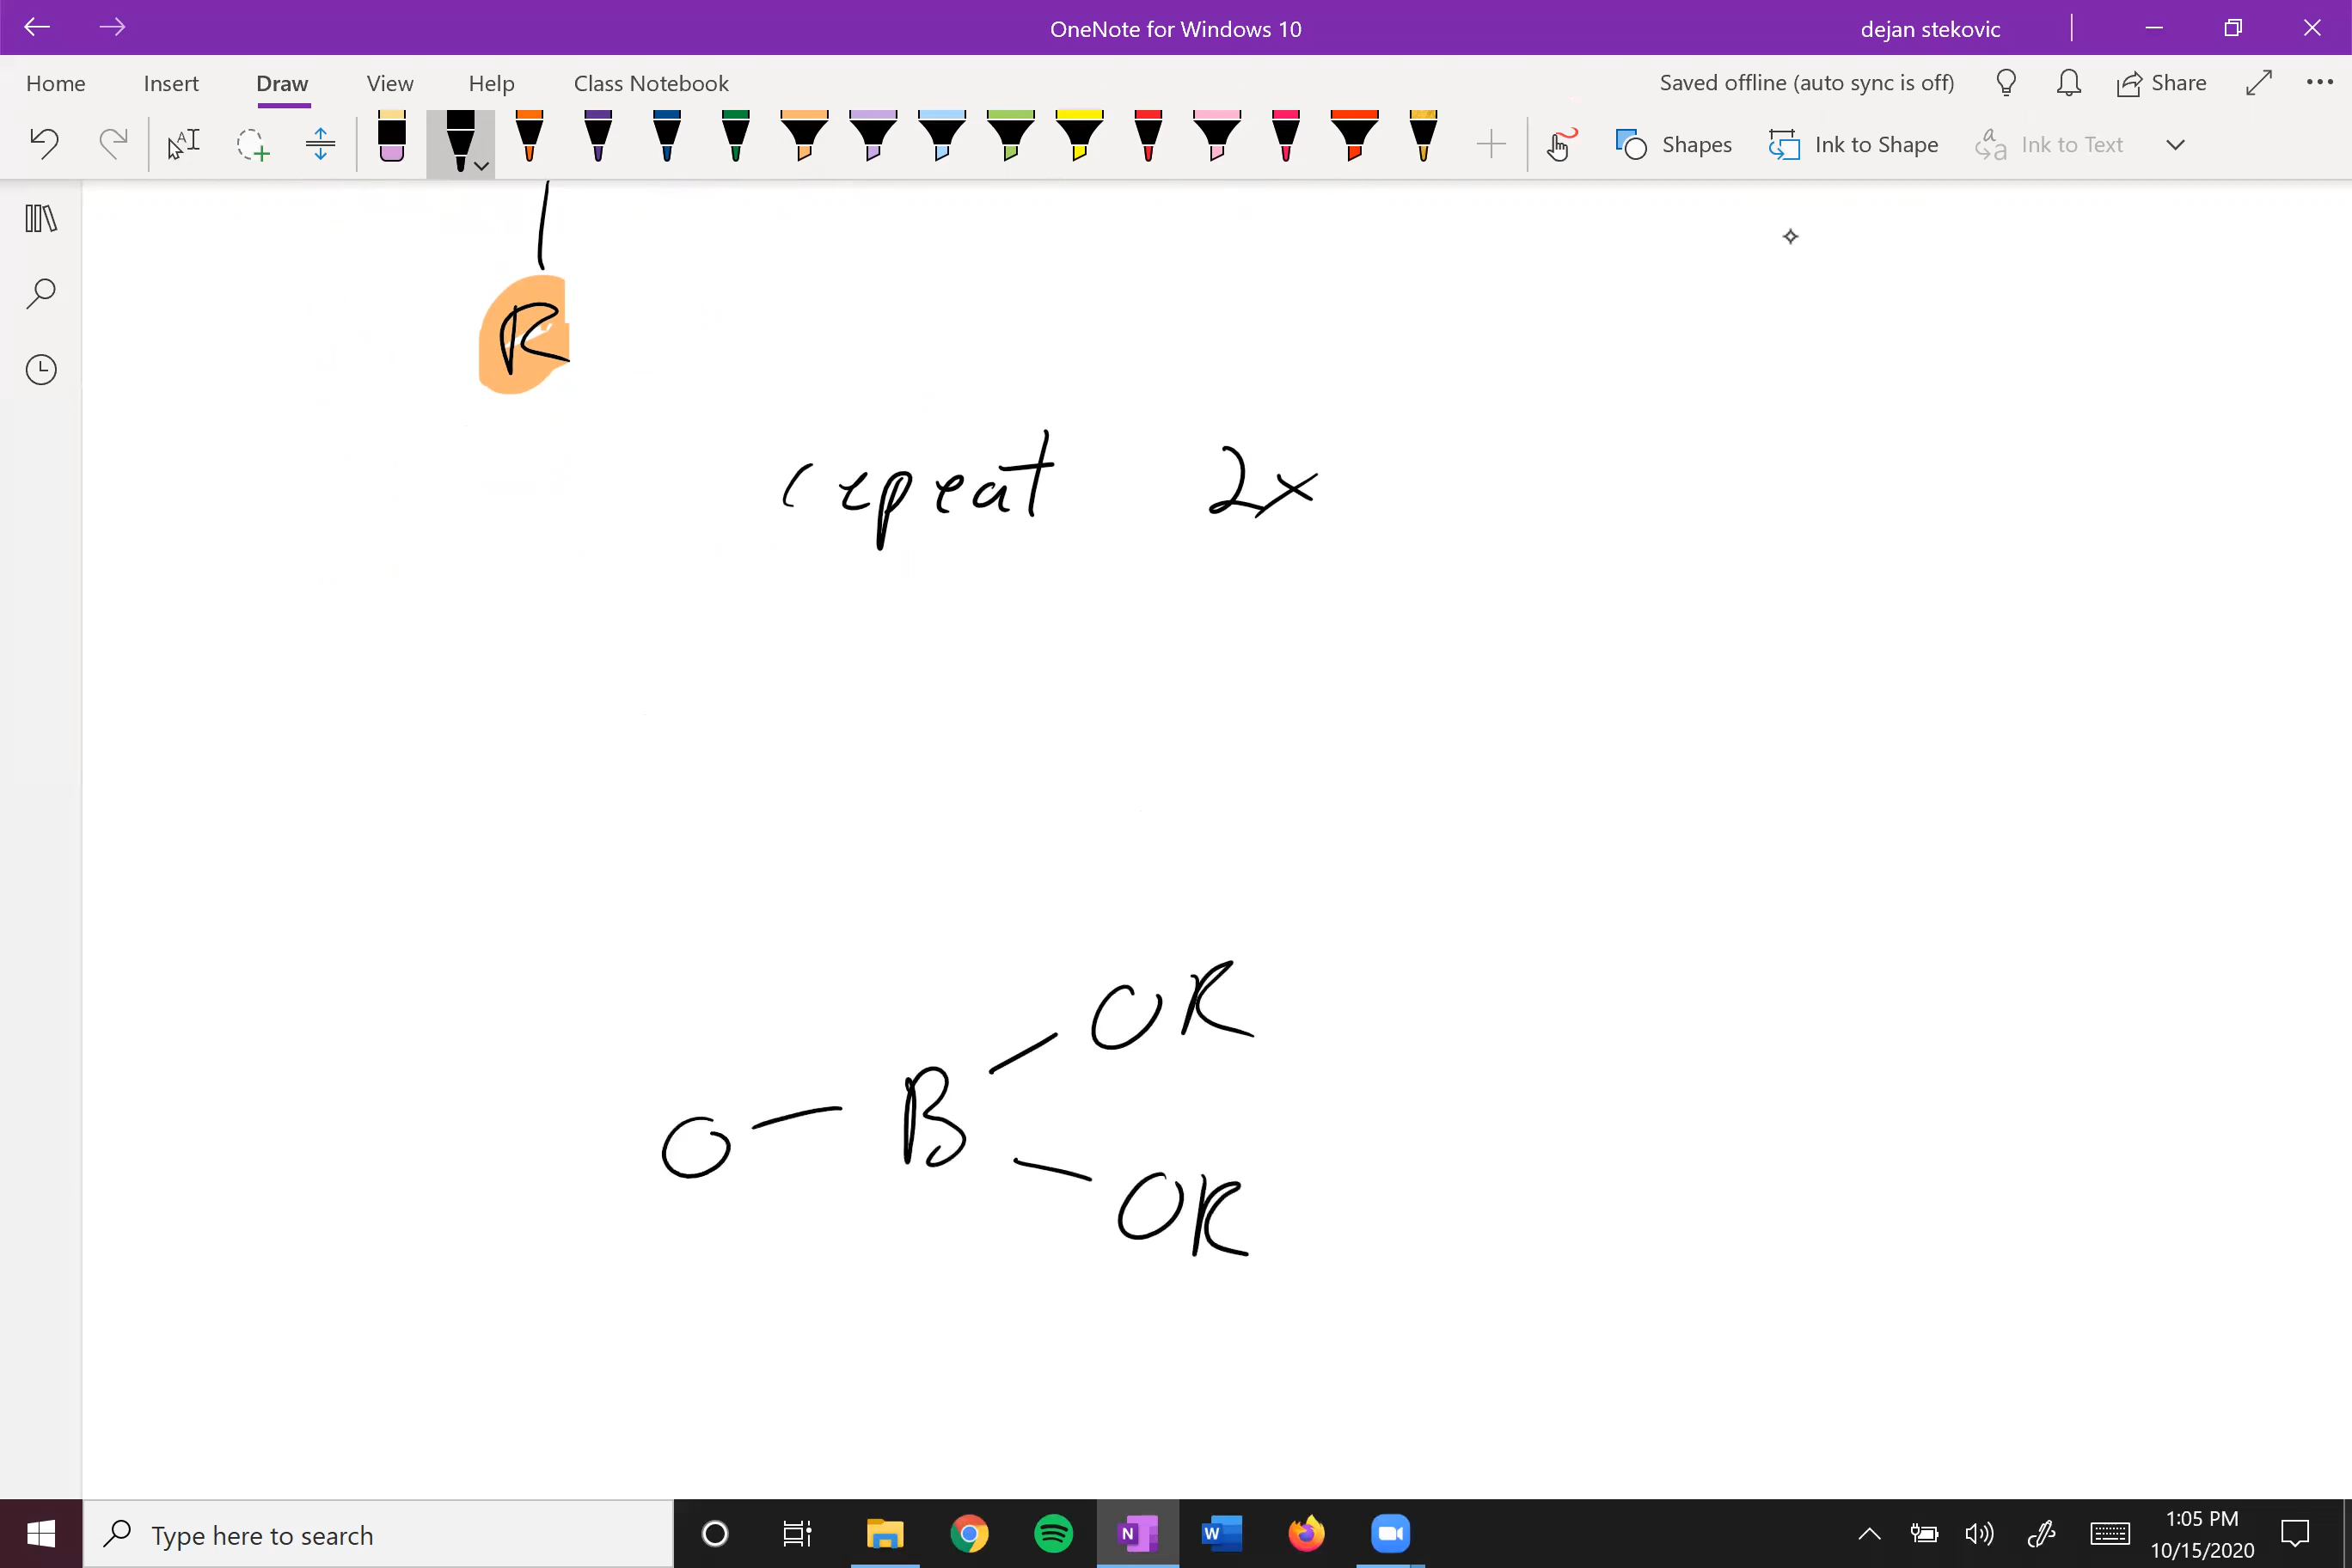 OneNote for Windows 10
dejan stekovic
Home Insert Draw View Help Class Notebook
Saved offline (auto sync is off) Share
Shapes Ink to Shape Ink to Text
R
repeat 2x
OR
O — B
OR
Type here to search
1:05 PM
10/15/2020